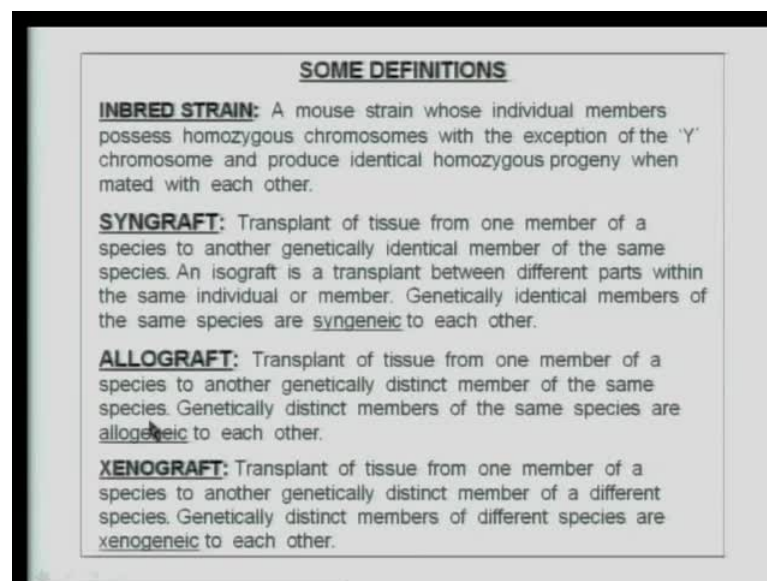 SOME DEFINITIONS
INBRED STRAIN: A mouse strain whose individual members
possess homozygous chromosomes with the exception of the 'Y'
chromosome and produce identical homozygous progeny when
mated with each other.
SYNGRAFT: Transplant of tissue from one member of a
species to another genetically identical member of the same
species. An isograft is a transplant between different parts within
the same individual or member. Genetically identical members of
the same species are syngeneic to each other.
ALLOGRAFT: Transplant of tissue from one member of a
species to another genetically distinct member of the same
species. Genetically distinct members of the same species are
allogeneic to each other.
XENOGRAFT: Transplant of tissue from one member of a
species to another genetically distinct member of a different
species. Genetically distinct members of different species are
xenogeneic to each other.